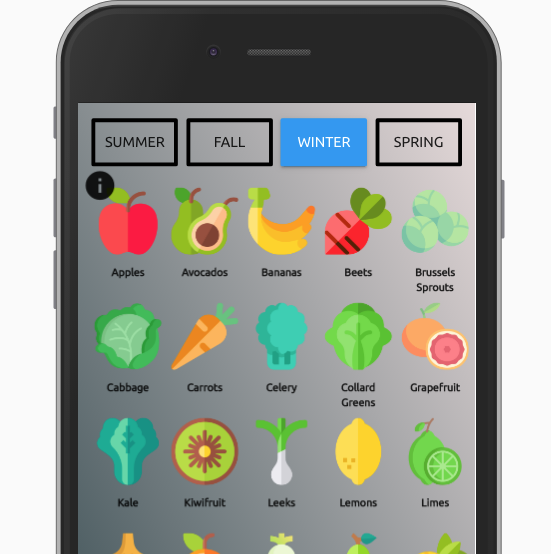 SUMMER FALL WINTER SPRING
i
Apples Avocados Bananas Beets Brussels
Sprouts
Cabbage Carrots Celery Collard Grapefruit
Greens
Kale Kiwifruit Leeks Lemons Limes